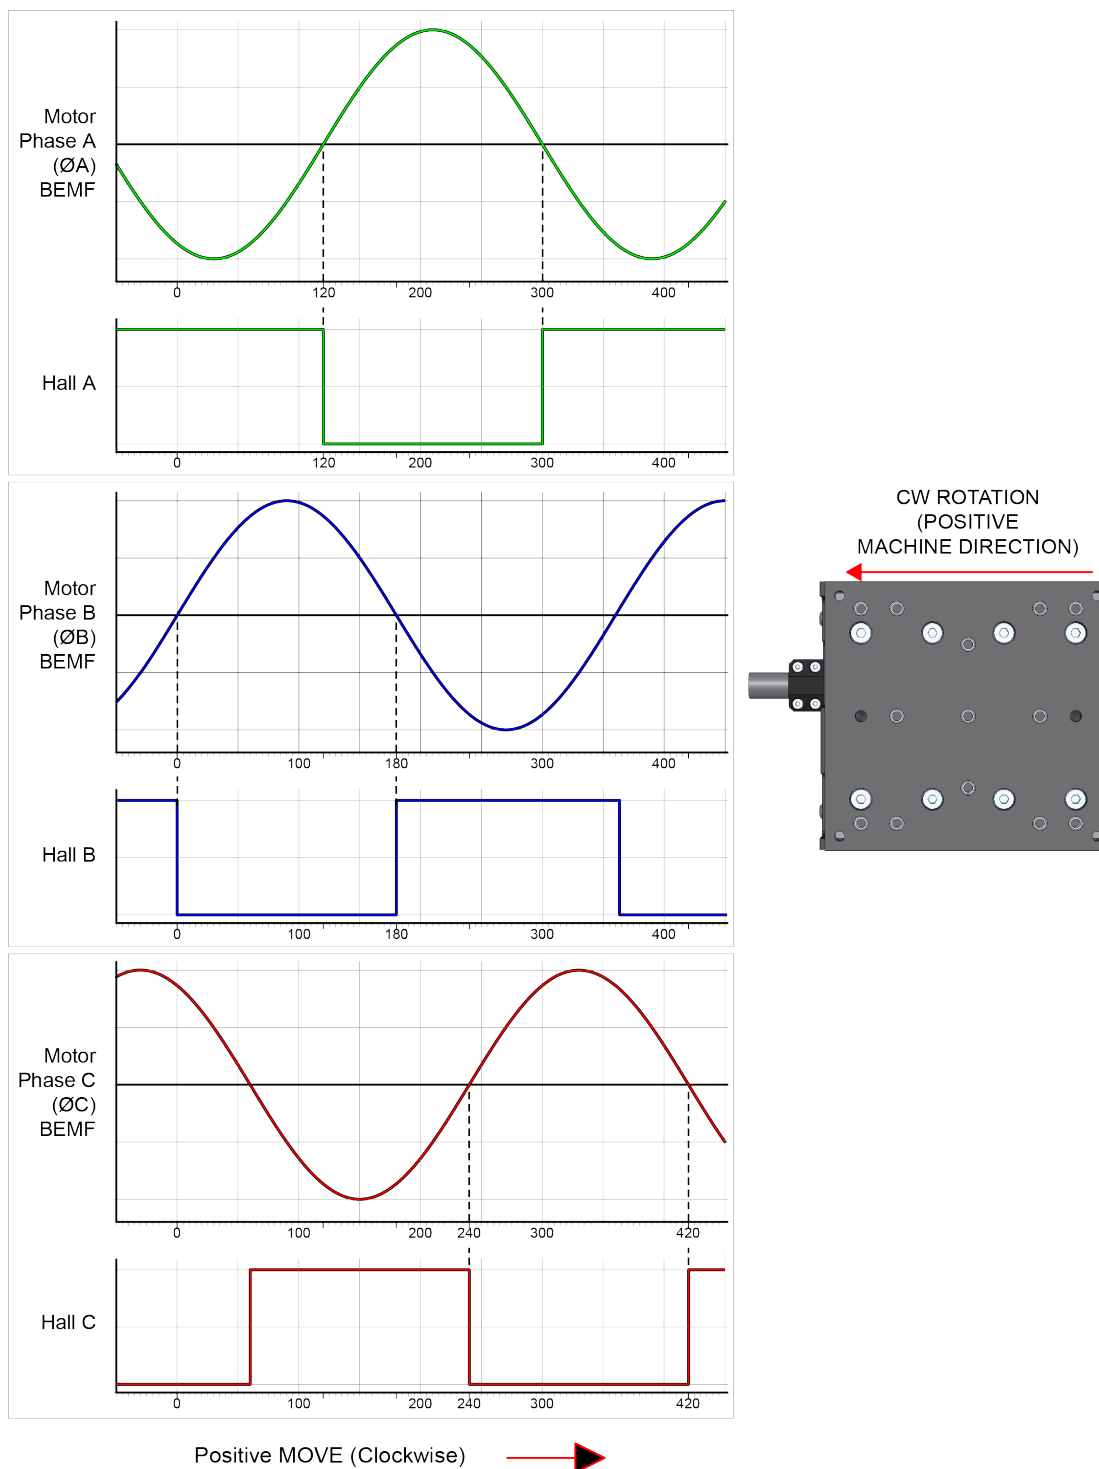 Motor
Phase A
(ØA)
BEMF
0 120 200 300 400
Hall A
0 120 200 300 400
Motor
Phase B
(ØB)
BEMF
0 100 180 300 400
Hall B
0 100 180 300 400
CW ROTATION
(POSITIVE
MACHINE DIRECTION)
Motor
Phase C
(ØC)
BEMF
0 100 200 240 300 420
Hall C
0 100 200 240 300 420
Positive MOVE (Clockwise)